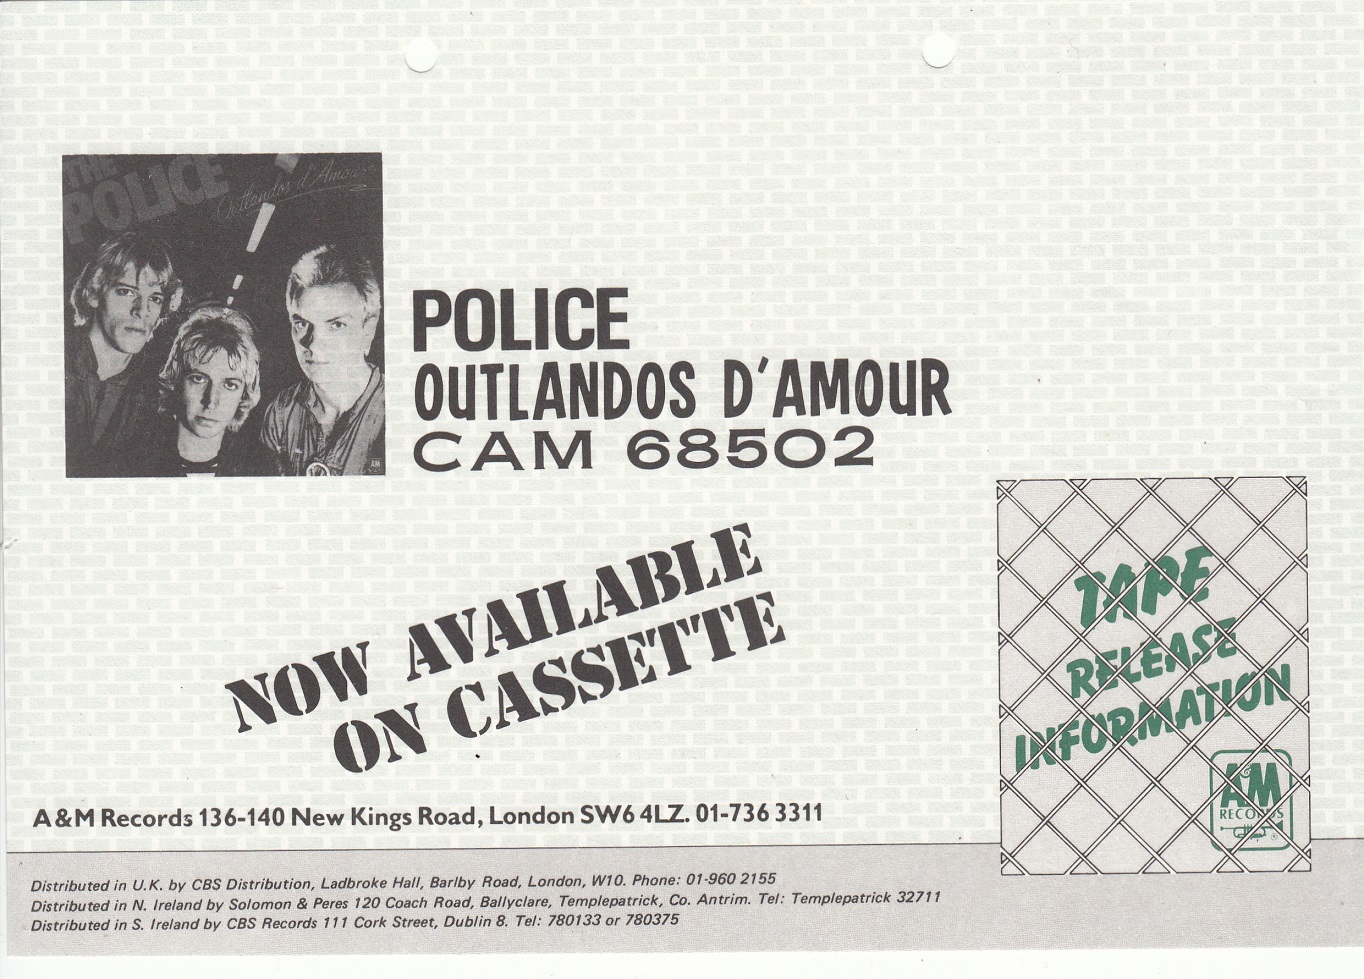 THE
POLICE
Outlandos d'Amour
POLICE
OUTLANDOS D'AMOUR
CAM 68502
NOW AVAILABLE
ON CASSETTE
TAPE
RELEASE
INFORMATION
A&M
RECORDS
A&M Records 136-140 New Kings Road, London SW6 4LZ. 01-736 3311
Distributed in U.K. by CBS Distribution, Ladbroke Hall, Barlby Road, London, W10. Phone: 01-960 2155
Distributed in N. Ireland by Solomon & Peres 120 Coach Road, Ballyclare, Templepatrick, Co. Antrim. Tel: Templepatrick 32711
Distributed in S. Ireland by CBS Records 111 Cork Street, Dublin 8. Tel: 780133 or 780375